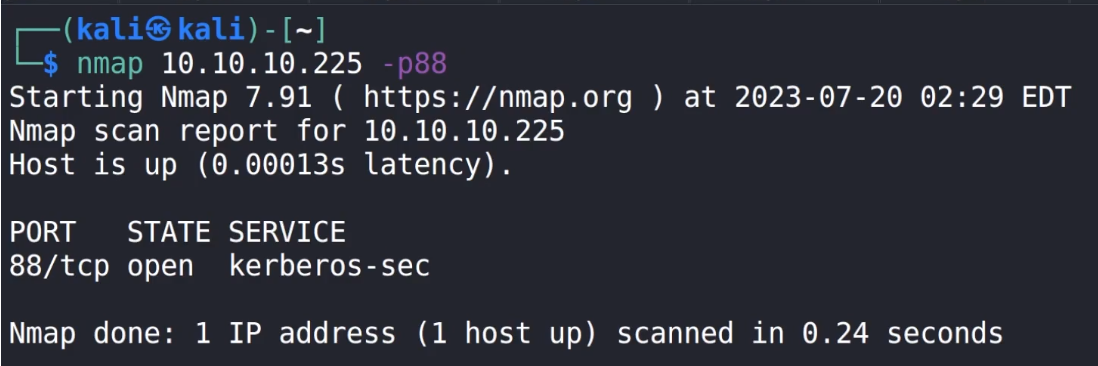 ┌──(kali㉿kali)-[~]
└─$ nmap 10.10.10.225 -p88
Starting Nmap 7.91 ( https://nmap.org ) at 2023-07-20 02:29 EDT
Nmap scan report for 10.10.10.225
Host is up (0.00013s latency).

PORT   STATE SERVICE
88/tcp open  kerberos-sec

Nmap done: 1 IP address (1 host up) scanned in 0.24 seconds